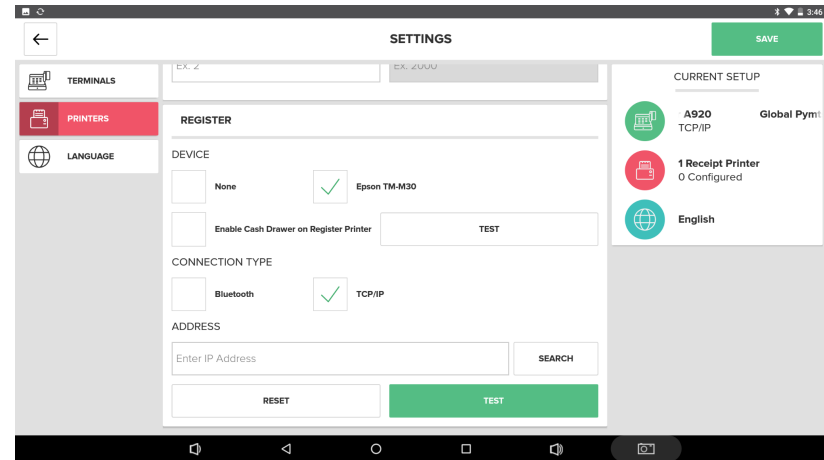 3:46
SETTINGS
SAVE
TERMINALS
PRINTERS
LANGUAGE
Ex. 2
Ex. 2000
REGISTER
DEVICE
None
Epson TM-M30
Enable Cash Drawer on Register Printer
TEST
CONNECTION TYPE
Bluetooth
TCP/IP
ADDRESS
Enter IP Address
SEARCH
RESET
TEST
CURRENT SETUP
A920 Global Pymt
TCP/IP
1 Receipt Printer
0 Configured
English